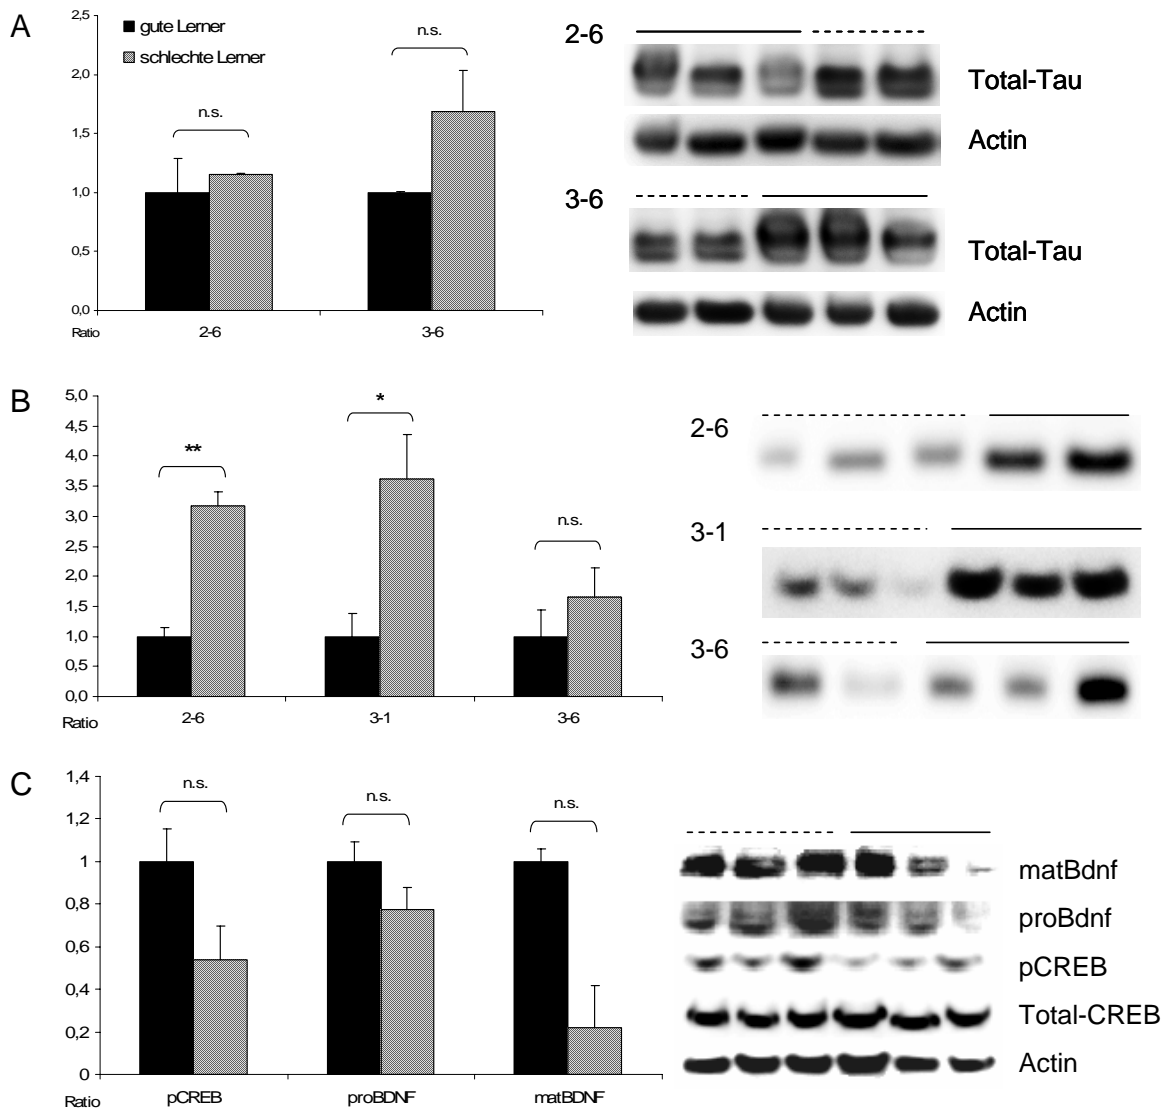 A
2,5
2,0
1,5
1,0
0,5
0,0
gute Lerner
schlechte Lerner
n.s.
n.s.
Ratio
2-6
3-6
2-6
Total-Tau
Actin
3-6
Total-Tau
Actin
B
5,0
4,5
4,0
3,5
3,0
2,5
2,0
1,5
1,0
0,5
0,0
**
*
n.s.
Ratio
2-6
3-1
3-6
2-6
3-1
3-6
C
1,4
1,2
1
0,8
0,6
0,4
0,2
0
n.s.
n.s.
n.s.
Ratio
pCREB
proBDNF
matBDNF
matBdnf
proBdnf
pCREB
Total-CREB
Actin